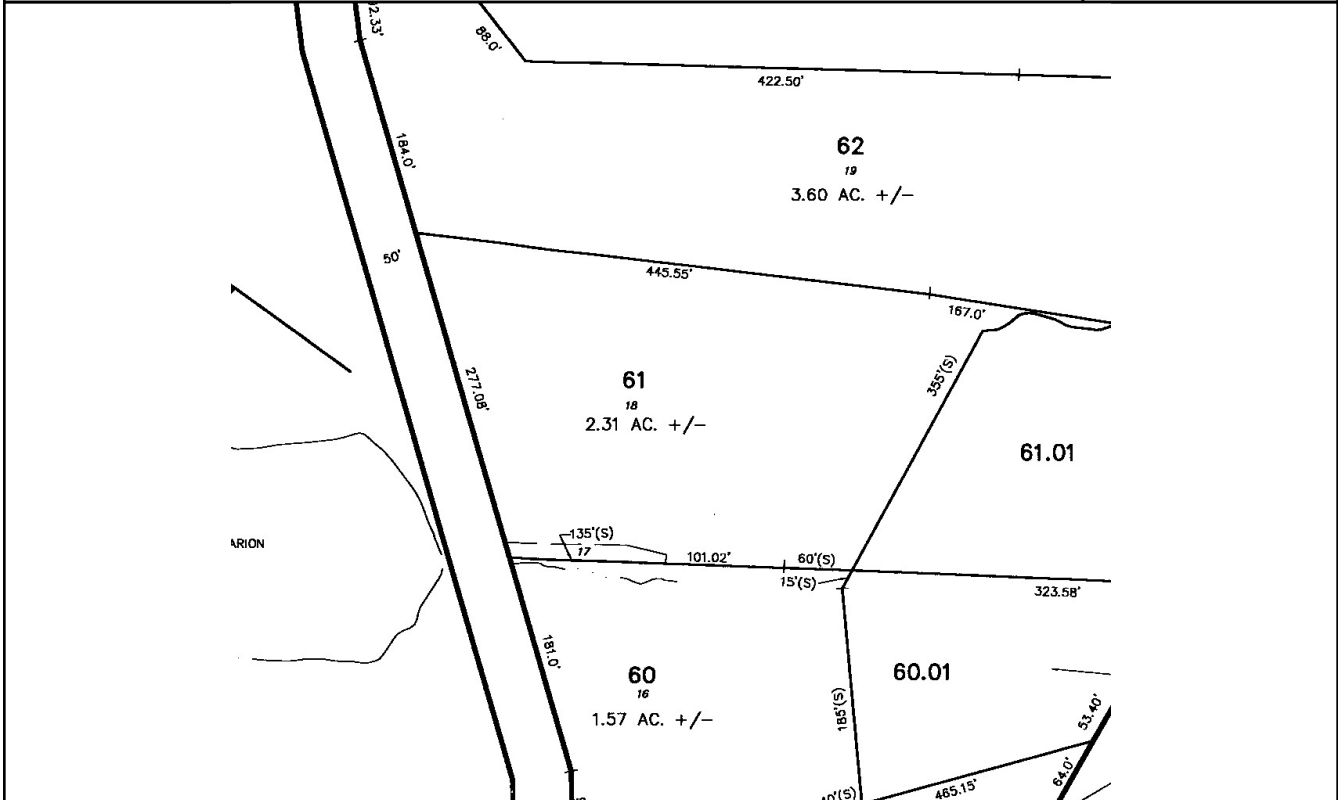 92.33'
88.0'
422.50'
184.0'
62
19
3.60 AC. +/-
50'
445.55'
167.0'
277.08'
355'(S)
61
18
2.31 AC. +/-
61.01
ARION
135'(S)
17
101.02'
60'(S)
15'(S)
323.58'
181.0'
60
16
1.57 AC. +/-
60.01
185'(S)
53.40'
64.0'
465.15'